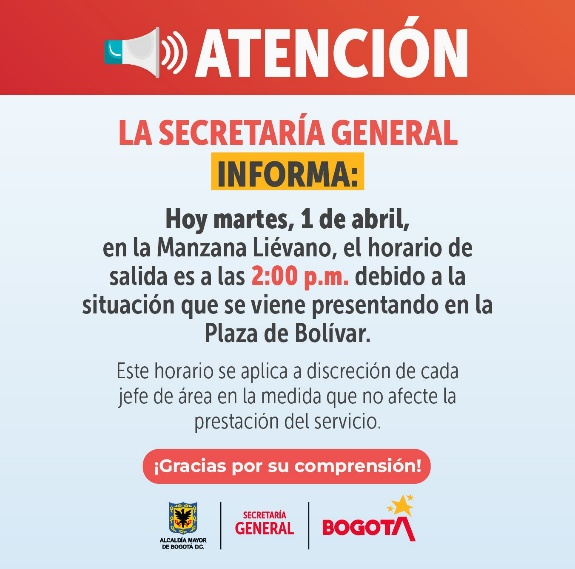 ATENCIÓN
LA SECRETARÍA GENERAL
INFORMA:
Hoy martes, 1 de abril,
en la Manzana Liévano, el horario de
salida es a las 2:00 p.m. debido a la
situación que se viene presentando en la
Plaza de Bolívar.
Este horario se aplica a discreción de cada
jefe de área en la medida que no afecte la
prestación del servicio.
¡Gracias por su comprensión!
ALCALDÍA MAYOR
DE BOGOTÁ D.C.
SECRETARÍA
GENERAL
BOGOTÁ